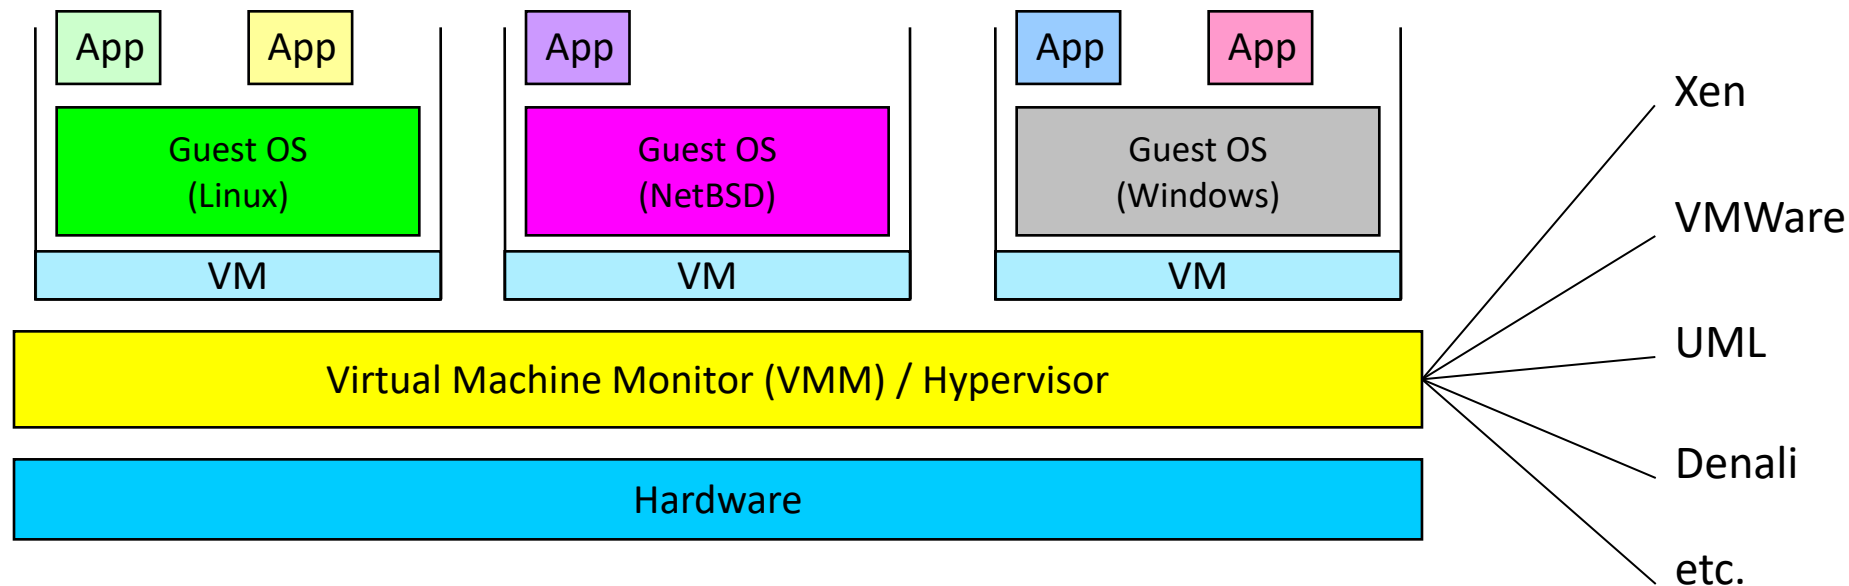 App
App
App
App
App
Guest OS
(Linux)
Guest OS
(NetBSD)
Guest OS
(Windows)
VM
VM
VM
Virtual Machine Monitor (VMM) / Hypervisor
Hardware
Xen
VMWare
UML
Denali
etc.